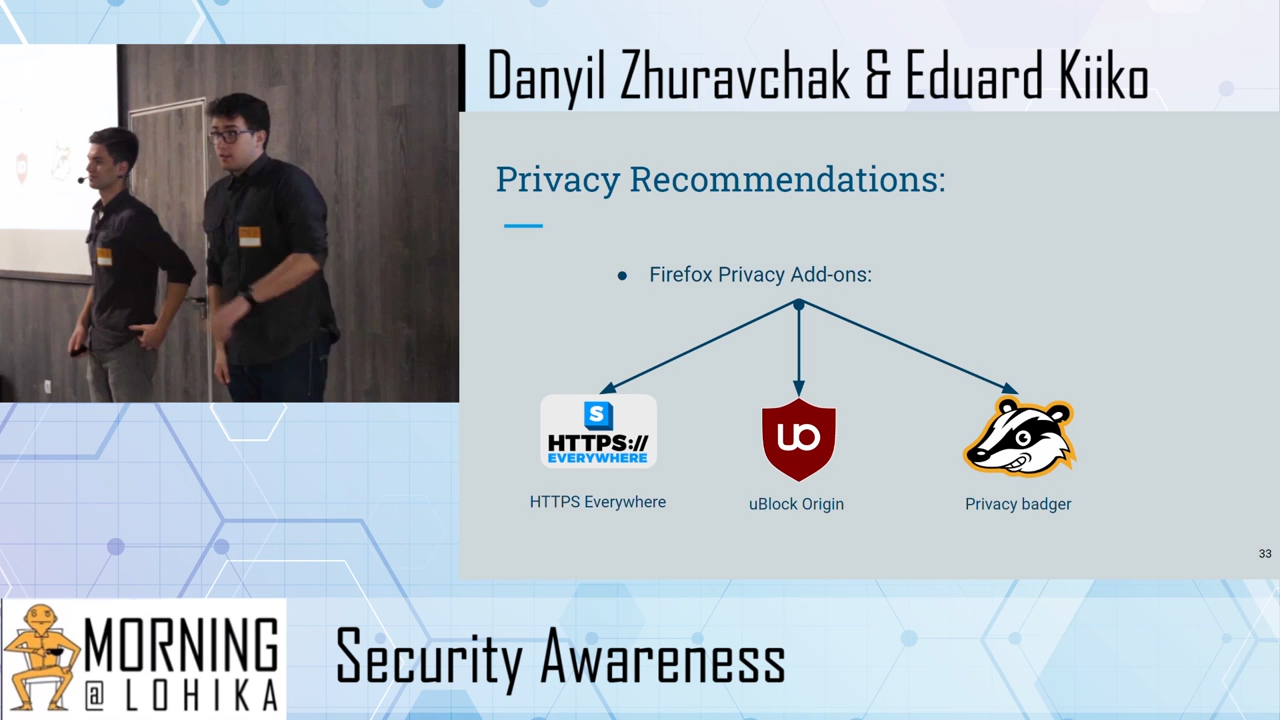 Danyil Zhuravchak & Eduard Kiiko
Privacy Recommendations:
Firefox Privacy Add-ons:
S
HTTPS://
EVERYWHERE
HTTPS Everywhere
uo
uBlock Origin
Privacy badger
33
MORNING
@ LOHIKA
Security Awareness